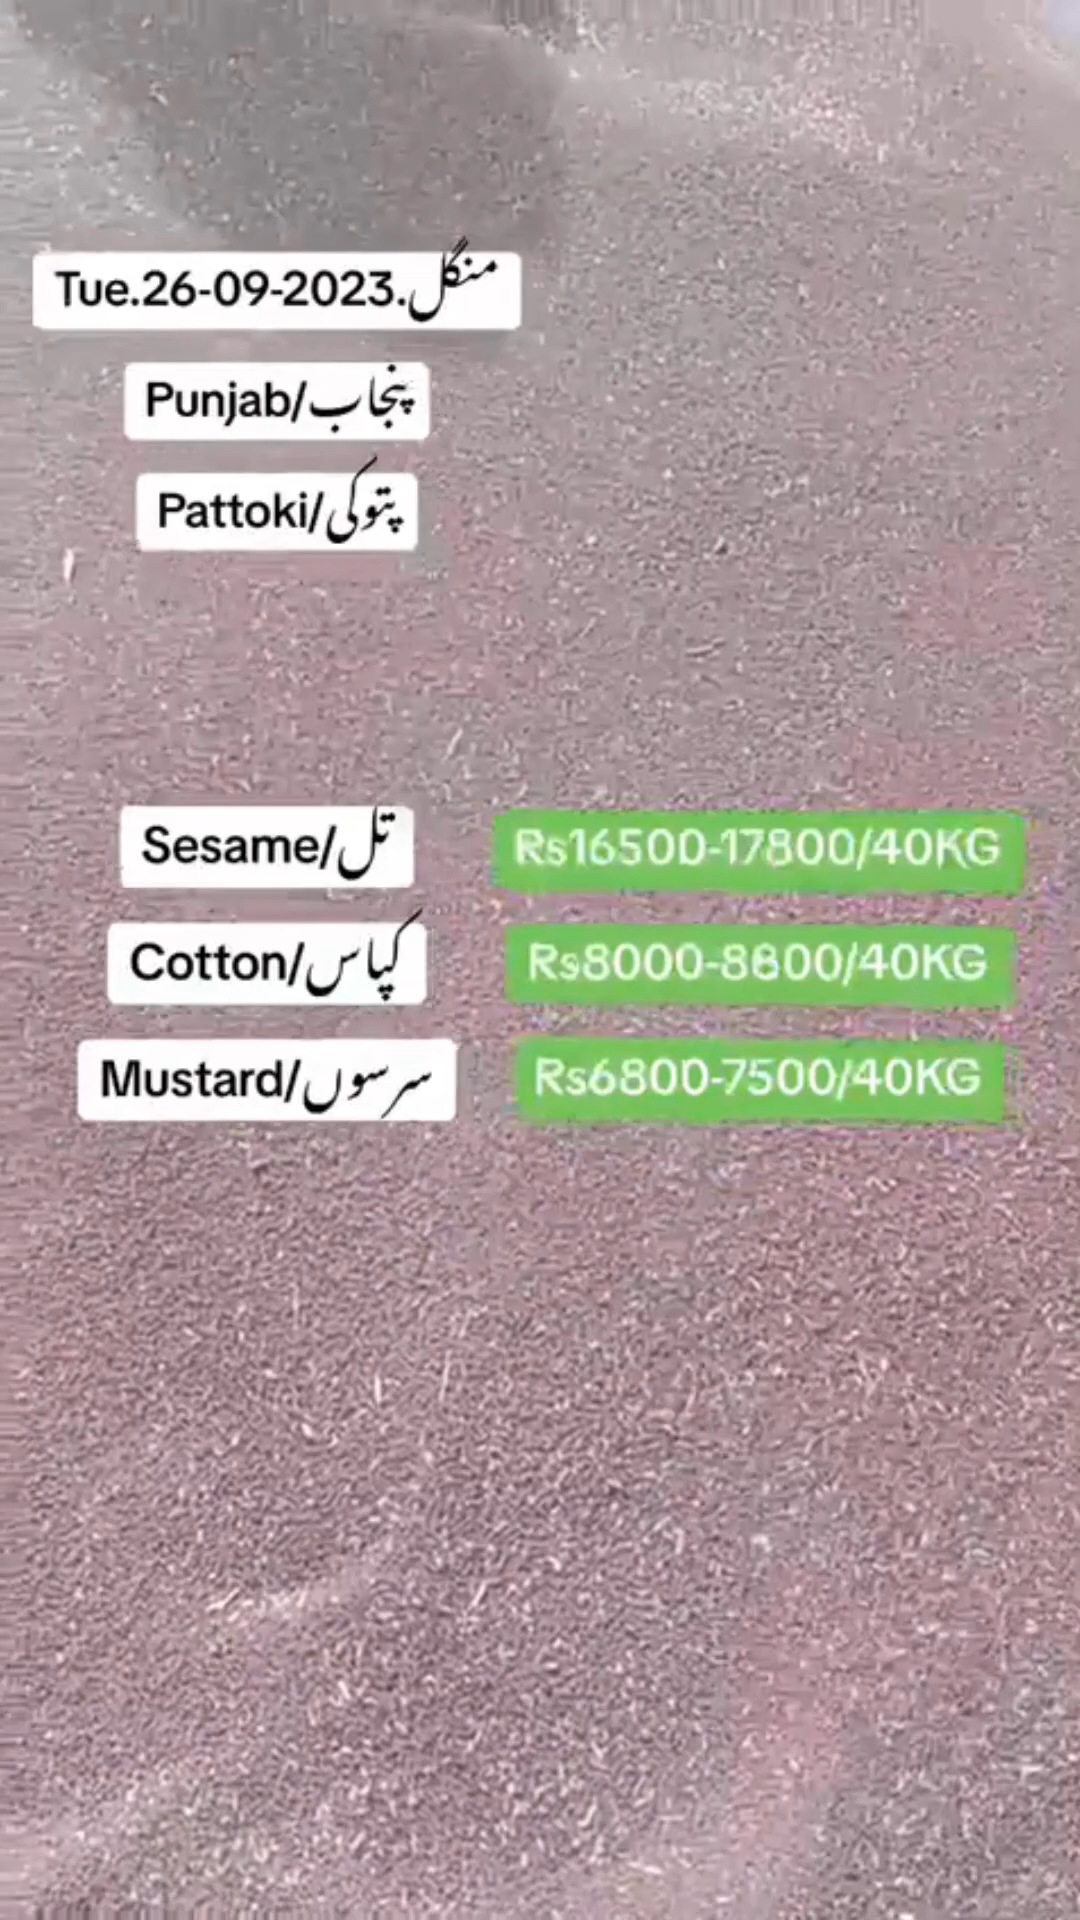 Tue.26-09-2023.منگل
Punjab/پنجاب
Pattoki/پتوکی
Sesame/تل Rs16500-17800/40KG
Cotton/کپاس Rs8000-8800/40KG
Mustard/سرسوں Rs6800-7500/40KG